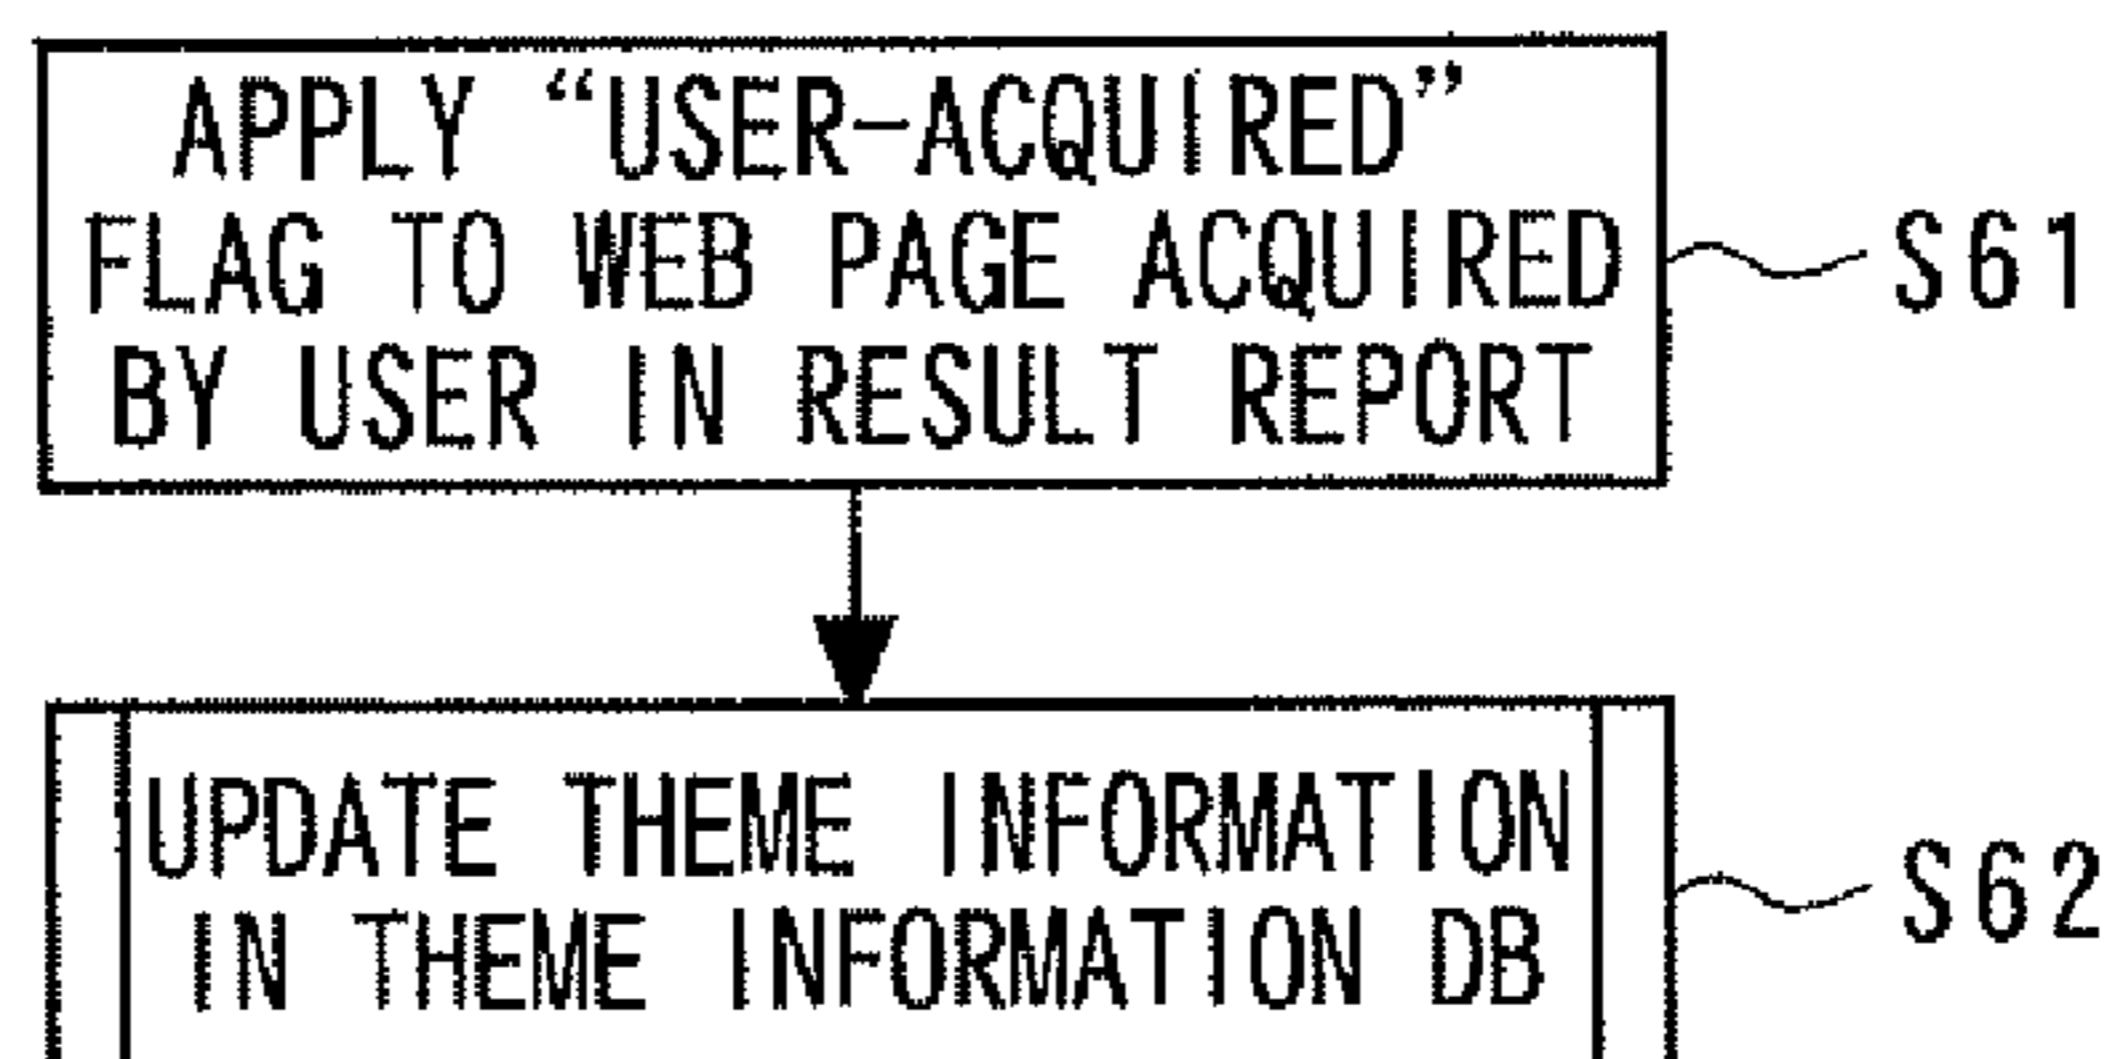 APPLY “USER-ACQUIRED”
FLAG TO WEB PAGE ACQUIRED
BY USER IN RESULT REPORT
S61
UPDATE THEME INFORMATION
IN THEME INFORMATION DB
S62